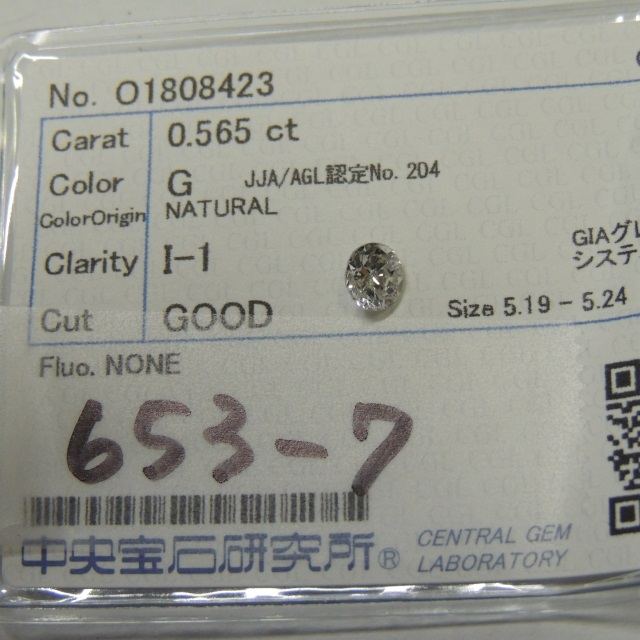 No. O1808423
Carat 0.565 ct
Color G JJA/AGL認定No. 204
ColorOrigin NATURAL
Clarity I-1
GIAグレ
システ
Cut GOOD Size 5.19 - 5.24
Fluo. NONE
653-7
中央宝石研究所® CENTRAL GEM
LABORATORY